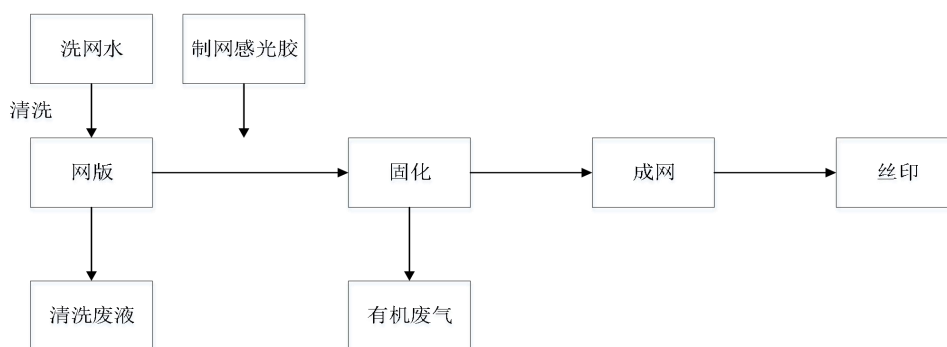 洗网水
制网感光胶
清洗
网版
固化
成网
丝印
清洗废液
有机废气